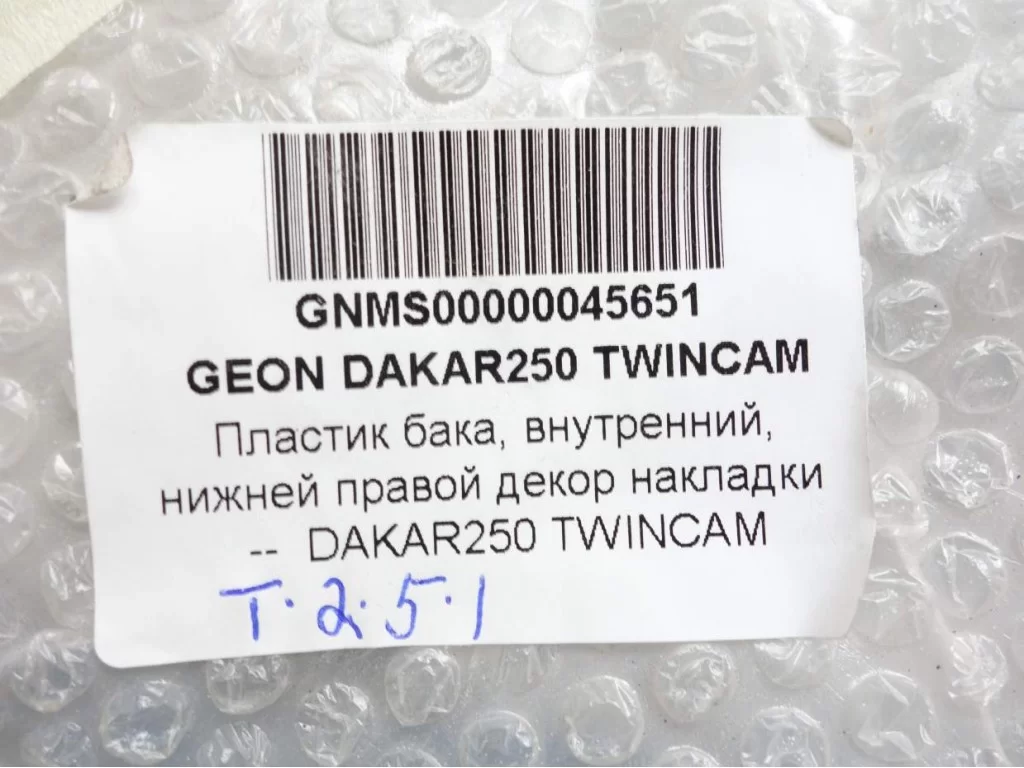 GNMS00000045651
GEON DAKAR250 TWINCAM
Пластик бака, внутренний,
нижней правой декор накладки
-- DAKAR250 TWINCAM
Т.2.5.1